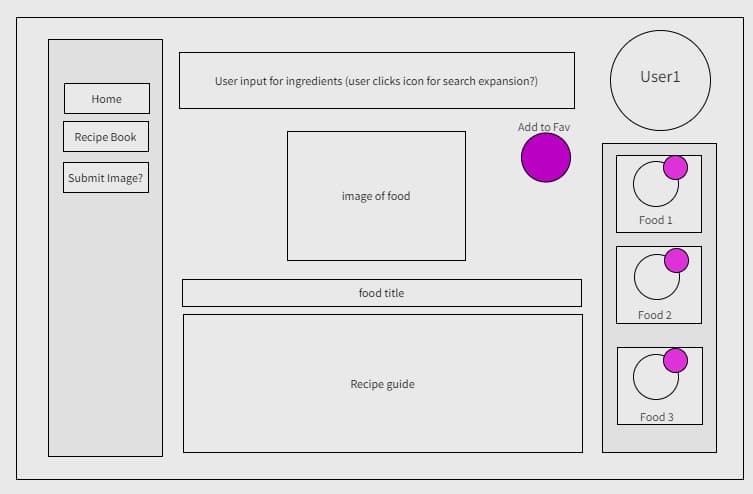 Home
Recipe Book
Submit Image?
User input for ingredients (user clicks icon for search expansion?)
Add to Fav
image of food
food title
Recipe guide
User1
Food 1
Food 2
Food 3